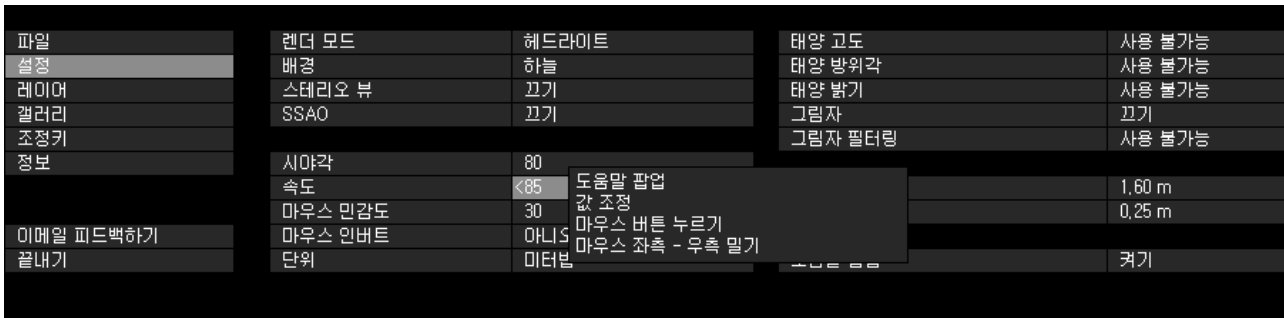 파일
설정
레이어
갤러리
조정키
정보
이메일 피드백하기
끝내기
렌더 모드 헤드라이트
배경 하늘
스테리오 뷰 끄기
SSAO 끄기
시야각 80
속도 <85
마우스 민감도 30
마우스 인버트 아니오
단위 미터법
도움말 팝업
값 조정
마우스 버튼 누르기
마우스 좌측 - 우측 밀기
태양 고도 사용 불가능
태양 방위각 사용 불가능
태양 밝기 사용 불가능
그림자 끄기
그림자 필터링 사용 불가능
1,60 m
0,25 m
켜기